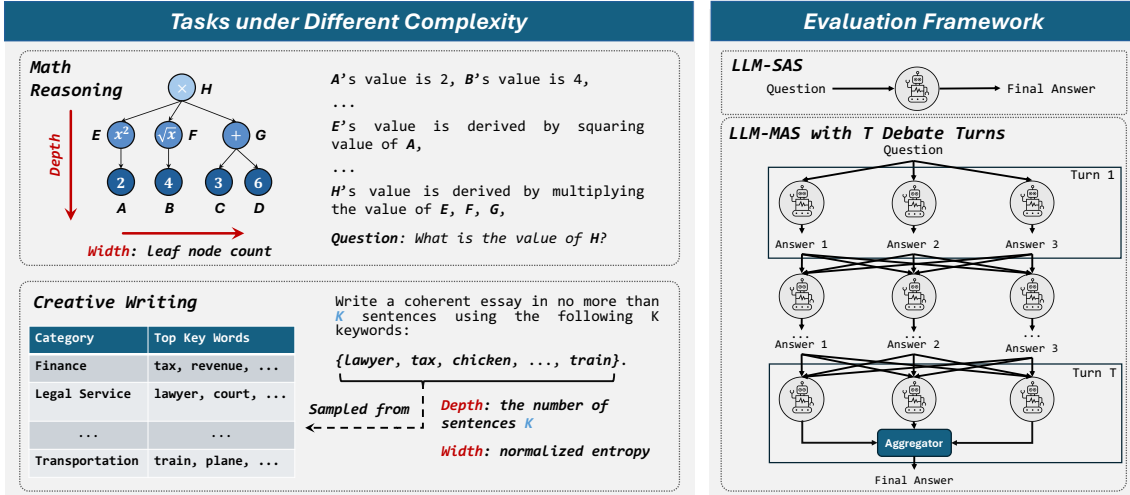 Tasks under Different Complexity
Math
Reasoning
× H
E x² √x F + G
2 4 3 6
A B C D
Depth
Width: leaf node count
A's value is 2, B's value is 4,
...
E's value is derived by squaring
value of A,
...
H's value is derived by multiplying
the value of E, F, G,
Question: What is the value of H?
Creative Writing
Category Top Key Words
Finance tax, revenue, ...
Legal Service lawyer, court, ...
... ...
Transportation train, plane, ...
Write a coherent essay in no more than
K sentences using the following K
keywords:
{lawyer, tax, chicken, ..., train}.
Sampled from
Depth: the number of
sentences K
Width: normalized entropy
Evaluation Framework
LLM-SAS
Question Final Answer
LLM-MAS with T Debate Turns
Question
Turn 1
Answer 1 Answer 2 Answer 3
... ... ...
Answer 1 Answer 2 Answer 3
Turn T
Aggregator
Final Answer